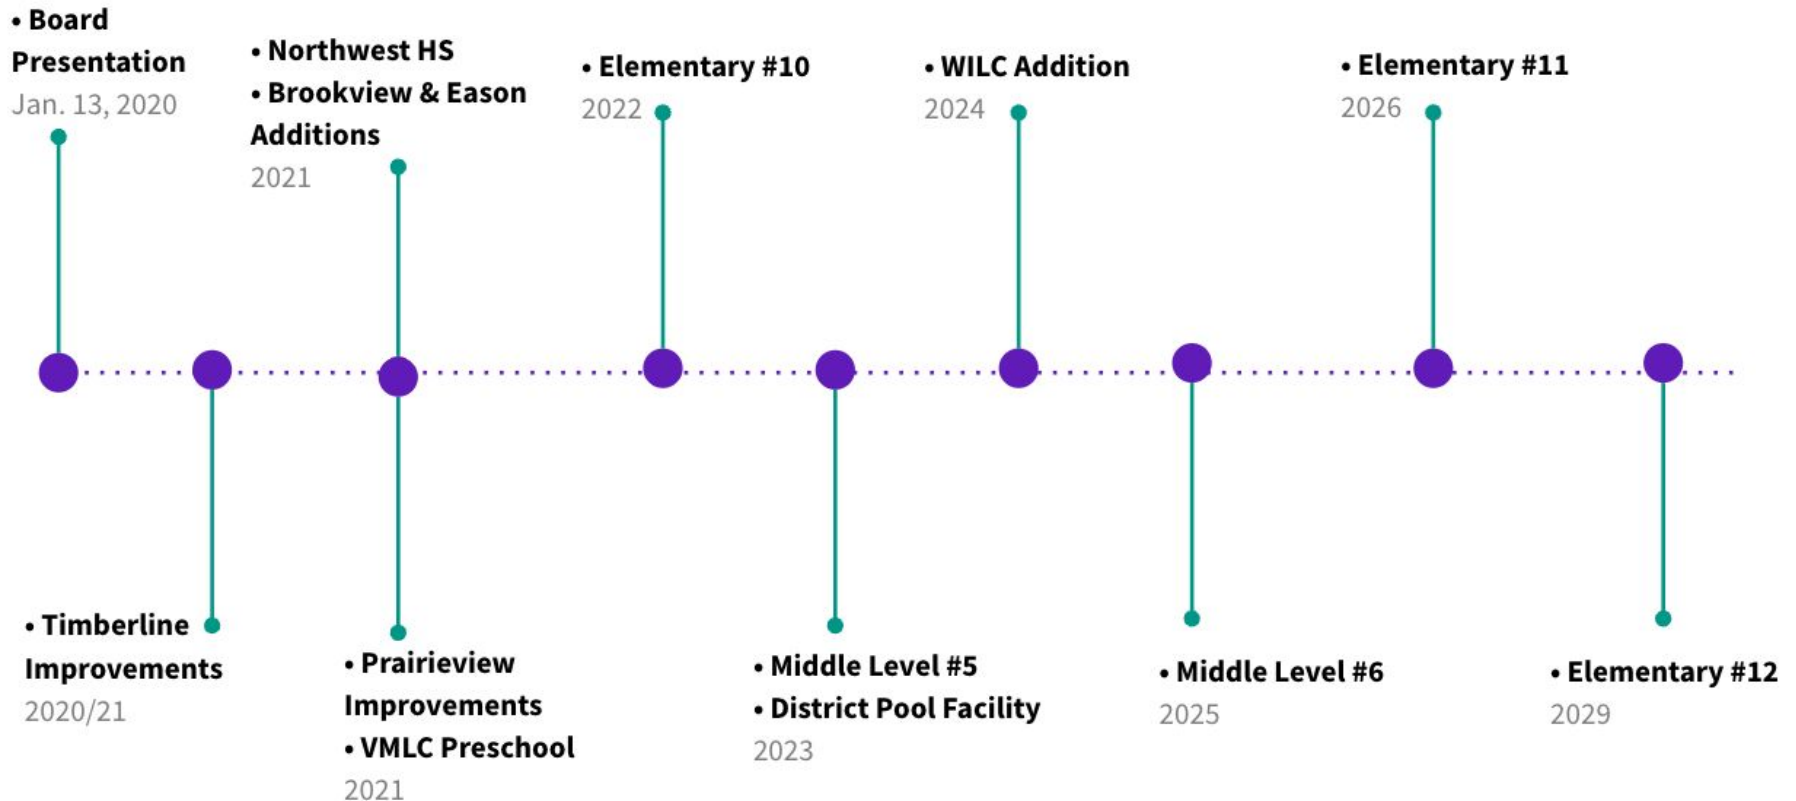 • Board
Presentation
Jan. 13, 2020
• Northwest HS
• Brookview & Eason
Additions
2021
• Elementary #10
2022
• WILC Addition
2024
• Elementary #11
2026
• Timberline
Improvements
2020/21
• Prairieview
Improvements
• VMLC Preschool
2021
• Middle Level #5
• District Pool Facility
2023
• Middle Level #6
2025
• Elementary #12
2029